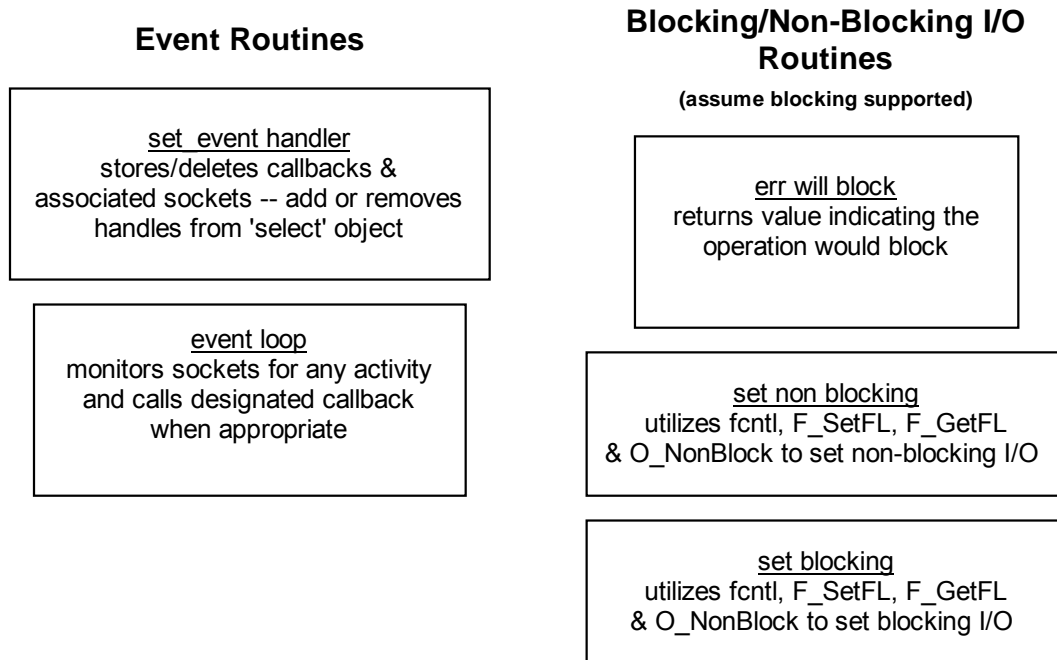 Event Routines
set_event handler
stores/deletes callbacks &
associated sockets -- add or removes
handles from 'select' object
event loop
monitors sockets for any activity
and calls designated callback
when appropriate
Blocking/Non-Blocking I/O
Routines
(assume blocking supported)
err will block
returns value indicating the
operation would block
set non blocking
utilizes fcntl, F_SetFL, F_GetFL
& O_NonBlock to set non-blocking I/O
set blocking
utilizes fcntl, F_SetFL, F_GetFL
& O_NonBlock to set blocking I/O